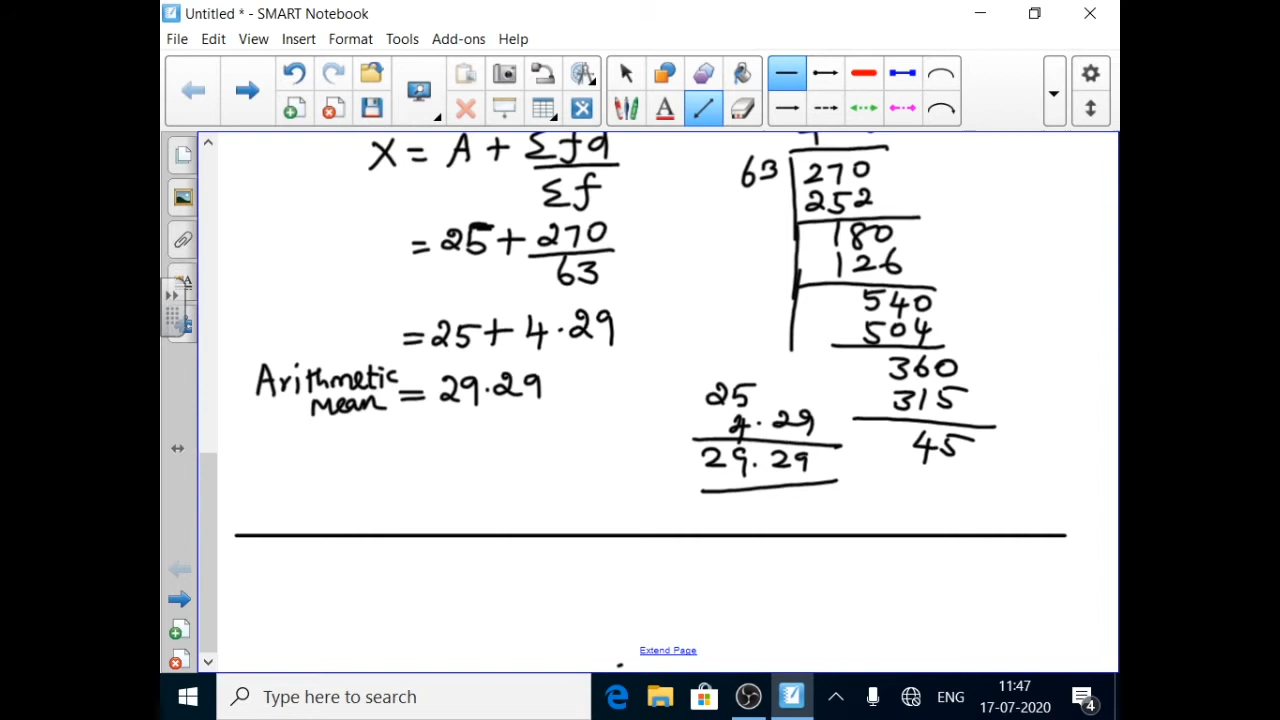 Untitled * - SMART Notebook
File Edit View Insert Format Tools Add-ons Help
X = A + Σfd
Σf
= 25 + 270
63
= 25 + 4.29
Arithmetic
mean = 29.29
63 270
252
180
126
540
504
360
315
45
25
4.29
29.29
Extend Page
Type here to search
ENG
11:47
17-07-2020
4